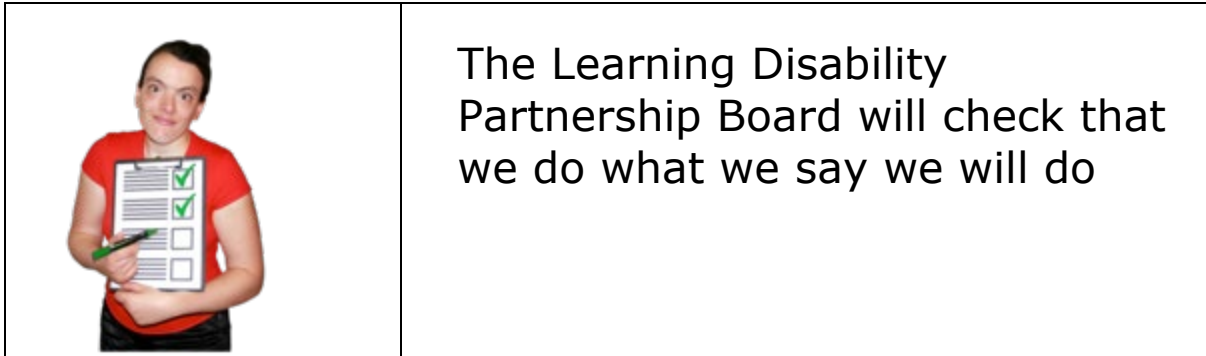 The Learning Disability
Partnership Board will check that
we do what we say we will do